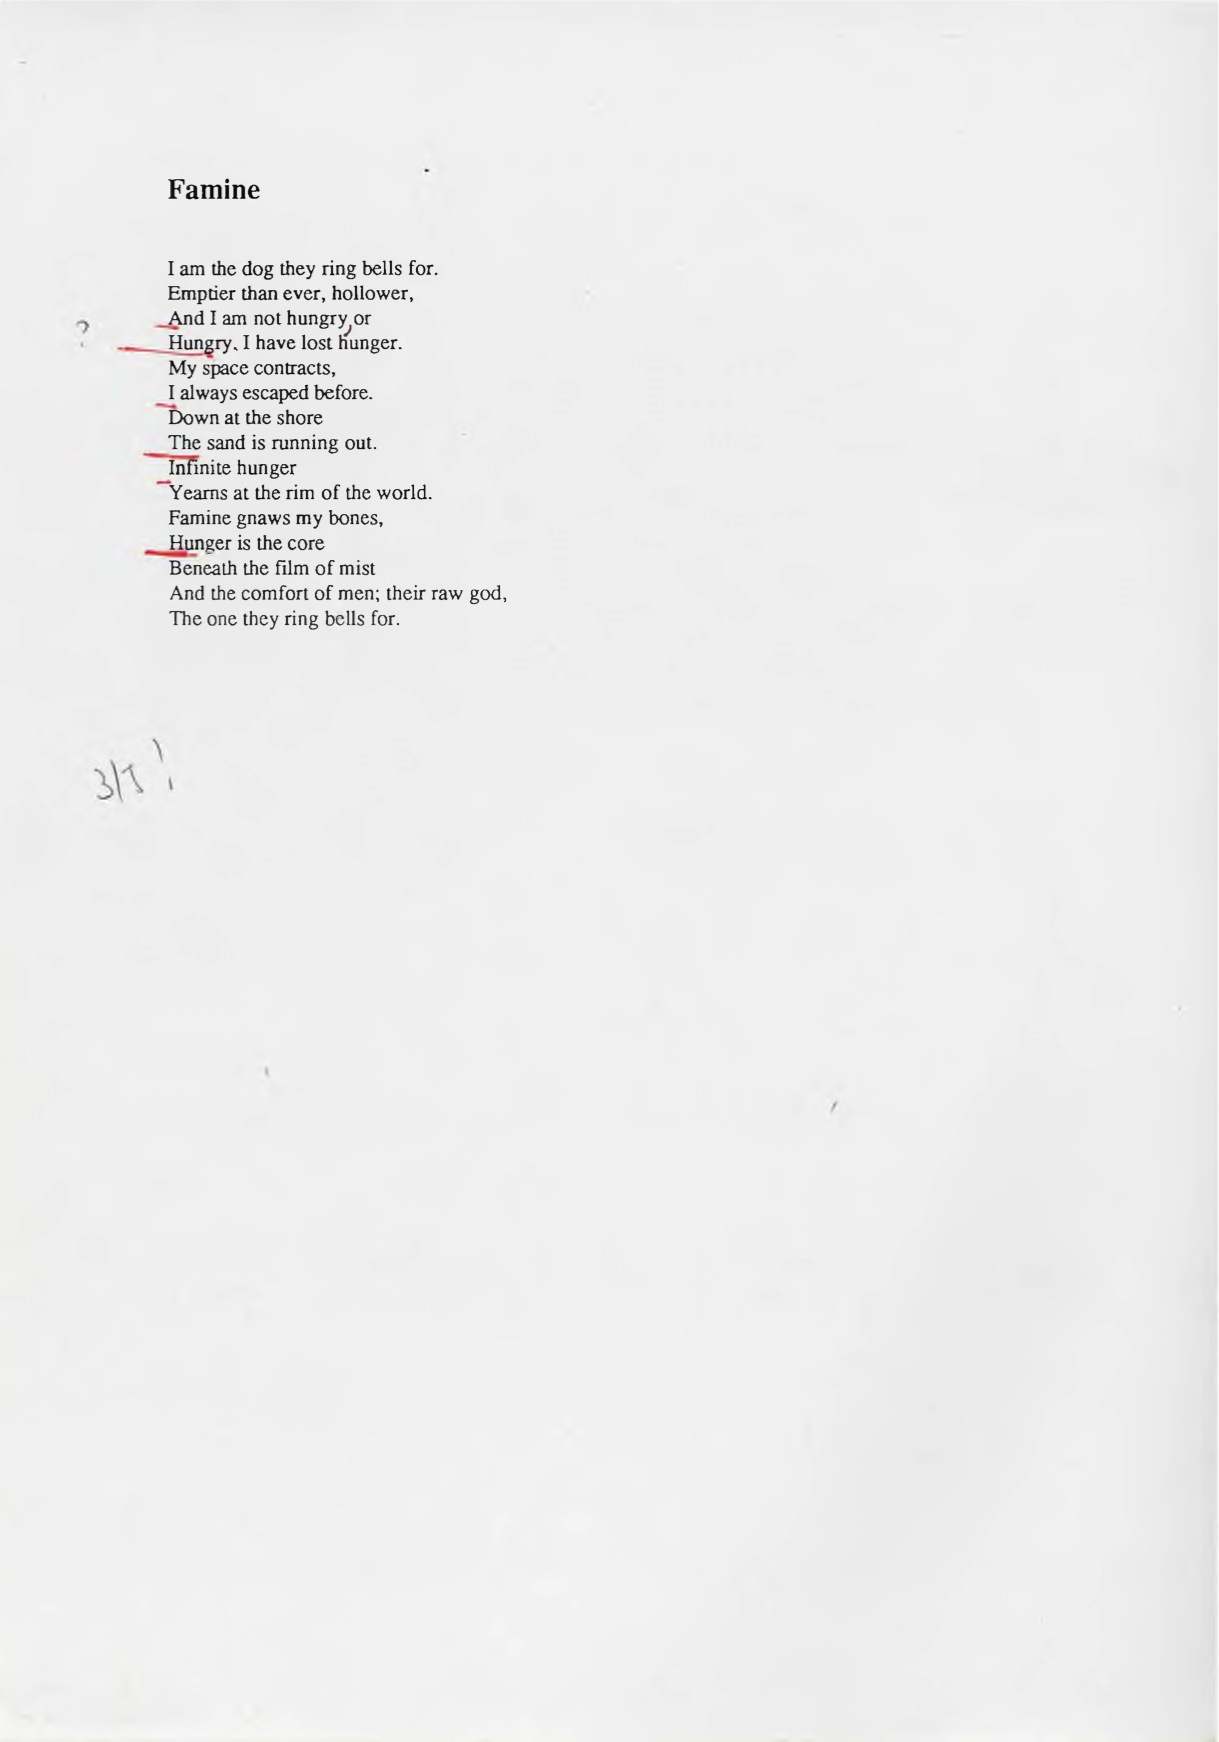 Famine
I am the dog they ring bells for.
Emptier than ever, hollower,
And I am not hungry, or
? Hungry. I have lost hunger.
My space contracts,
I always escaped before.
Down at the shore
The sand is running out.
Infinite hunger
Yearns at the rim of the world.
Famine gnaws my bones,
Hunger is the core
Beneath the film of mist
And the comfort of men; their raw god,
The one they ring bells for.